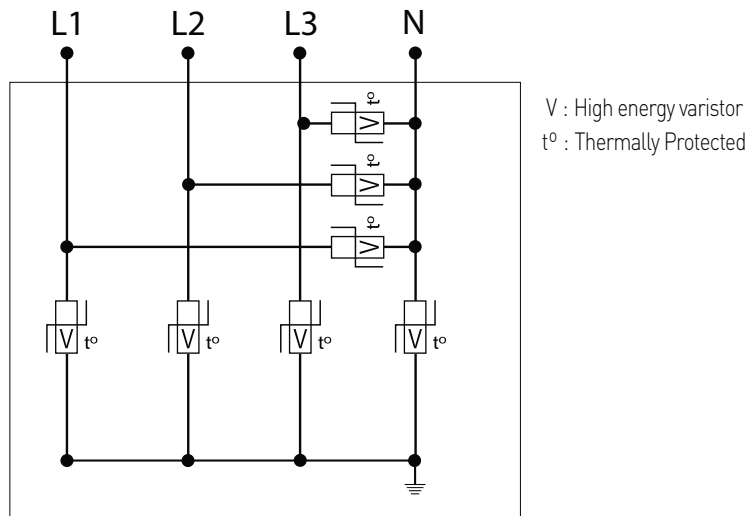 L1 L2 L3 N
V : High energy varistor
tº : Thermally Protected
V tº
V tº
V tº
V tº V tº V tº V tº